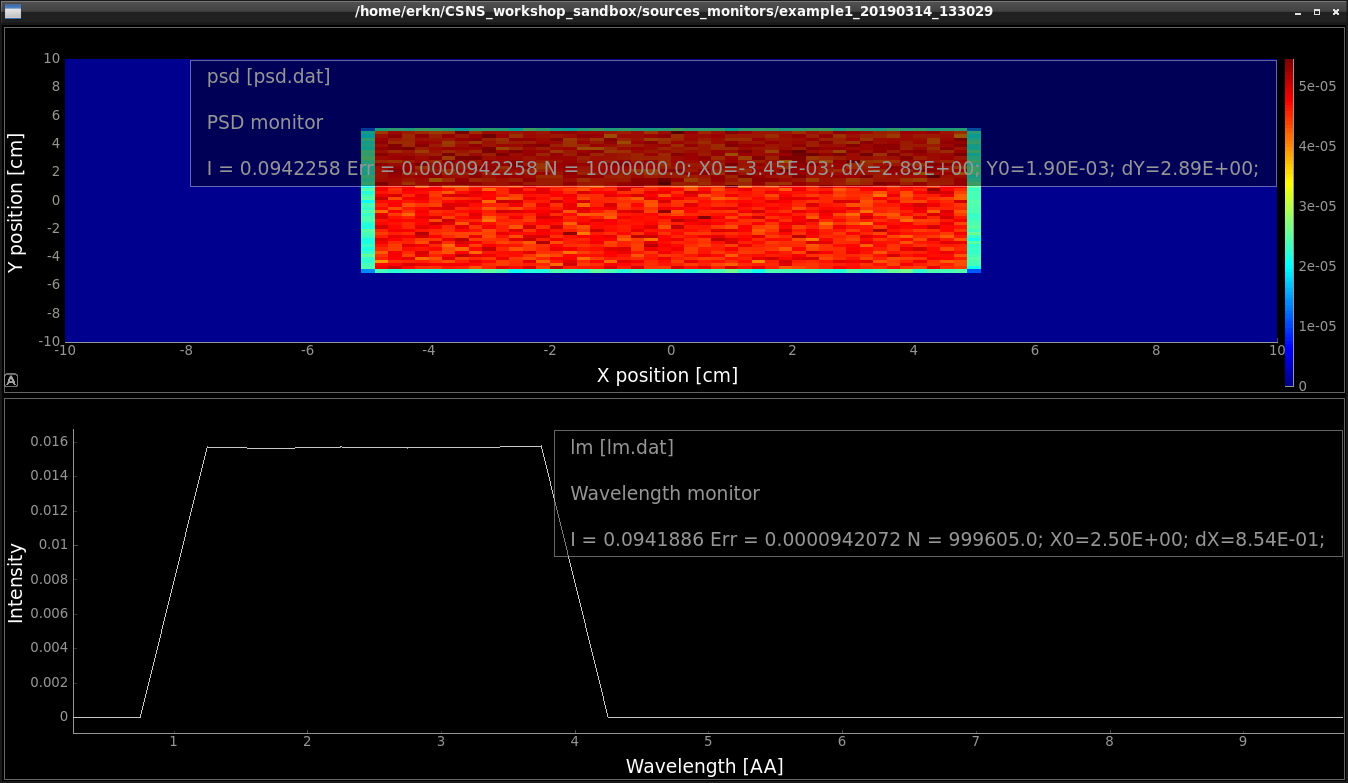 /home/erkn/CSNS_workshop_sandbox/sources_monitors/example1_20190314_133029
psd [psd.dat]
PSD monitor
I = 0.0942258 Err = 0.0000942258 N = 1000000.0; X0=-3.45E-03; dX=2.89E+00; Y0=1.90E-03; dY=2.89E+00;
Y position [cm]
10
8
6
4
2
0
-2
-4
-6
-8
-10
-10 -8 -6 -4 -2 0 2 4 6 8 10
X position [cm]
5e-05
4e-05
3e-05
2e-05
1e-05
0
A
lm [lm.dat]
Wavelength monitor
I = 0.0941886 Err = 0.0000942072 N = 999605.0; X0=2.50E+00; dX=8.54E-01;
Intensity
0.016
0.014
0.012
0.01
0.008
0.006
0.004
0.002
0
1 2 3 4 5 6 7 8 9
Wavelength [AA]